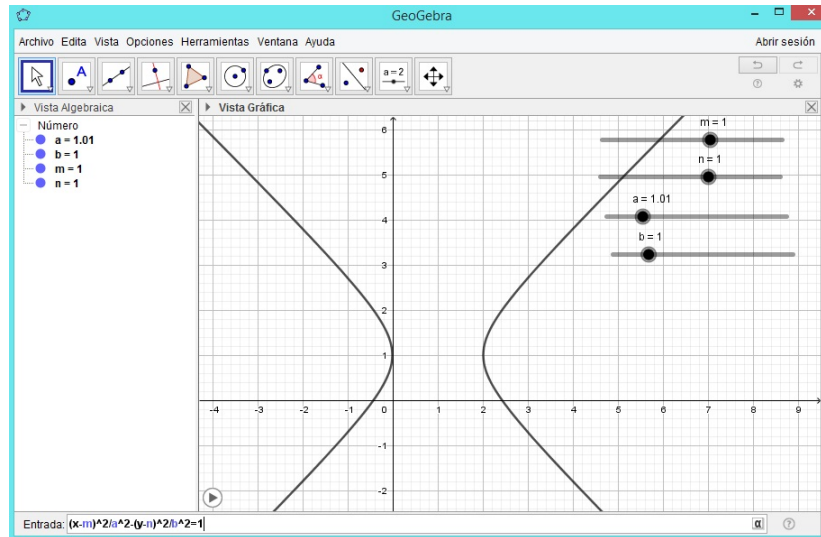 GeoGebra
Archivo Edita Vista Opciones Herramientas Ventana Ayuda
Abrir sesión
A
α
a = 2
Vista Algebraica
Vista Gráfica
Número
a = 1.01
b = 1
m = 1
n = 1
m = 1
n = 1
a = 1.01
b = 1
6
5
4
3
2
1
-1
-2
-4 -3 -2 -1 0 1 2 3 4 5 6 7 8 9
Entrada: (x-m)^2/a^2-(y-n)^2/b^2=1
α